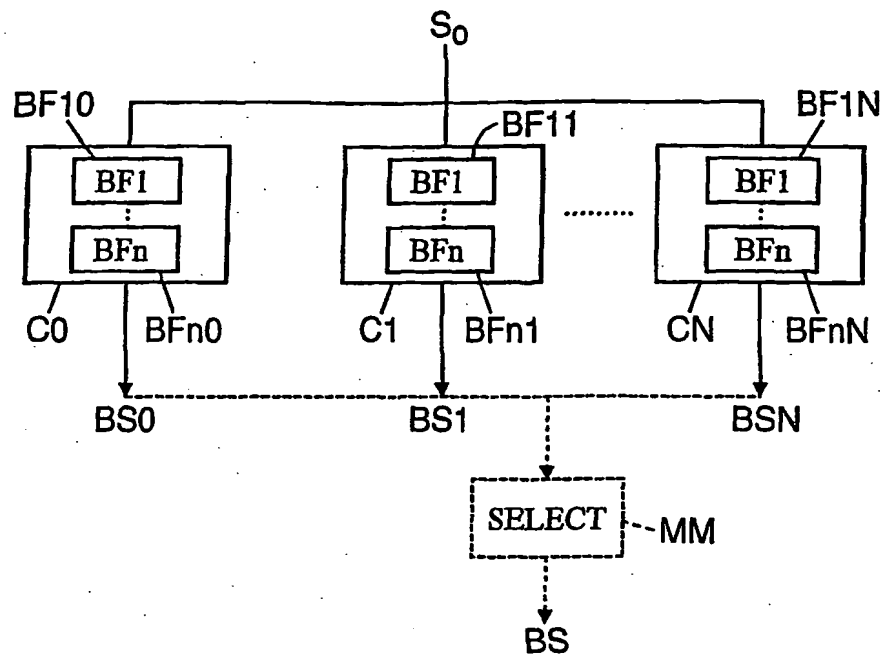 S0
BF10 BF11 BF1N
BF1 BF1 BF1
BFn BFn BFn
C0 BFn0 C1 BFn1 CN BFnN
BS0 BS1 BSN
SELECT MM
BS